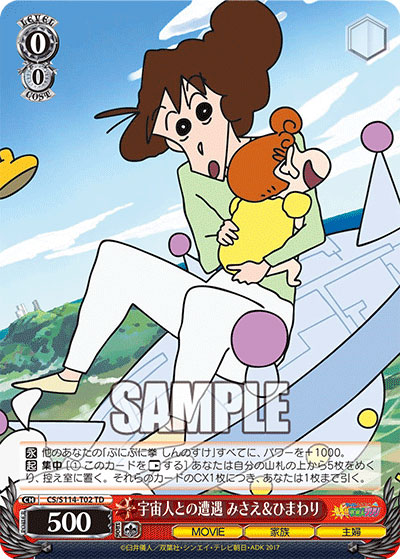 LEVEL
0
0
COST
SAMPLE
永 他のあなたの「ぷにぷに拳 しんのすけ」すべてに、パワーを＋1000。
起 集中 [① このカードを する] あなたは自分の山札の上から5枚をめくり、控え室に置く。それらのカードのCX1枚につき、あなたは1枚まで引く。
CH CS/S114-T02 TD
宇宙人との遭遇 みさえ&ひまわり
500
MOVIE 家族 主婦
©臼井儀人／双葉社・シンエイ・テレビ朝日・ADK 2017